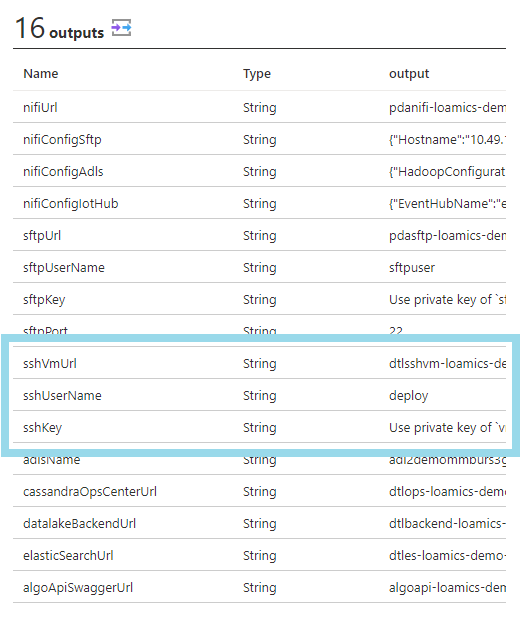 16 outputs
Name Type output
nifiUrl String pdanifi-loamics-dem
nifiConfigSftp String {"Hostname":"10.49.
nifiConfigAdls String {"HadoopConfigurat
nifiConfigIotHub String {"EventHubName":"e
sftpUrl String pdasftp-loamics-den
sftpUserName String sftpuser
sftpKey String Use private key of `sf
sftpPort String 22
sshVmUrl String dtlsshvm-loamics-de
sshUserName String deploy
sshKey String Use private key of `v
adlsName String adl2demommburs3g
cassandraOpsCenterUrl String dtlops-loamics-demo
datalakeBackendUrl String dtlbackend-loamics-
elasticSearchUrl String dtles-loamics-demo-
algoApiSwaggerUrl String algoapi-loamics-dem